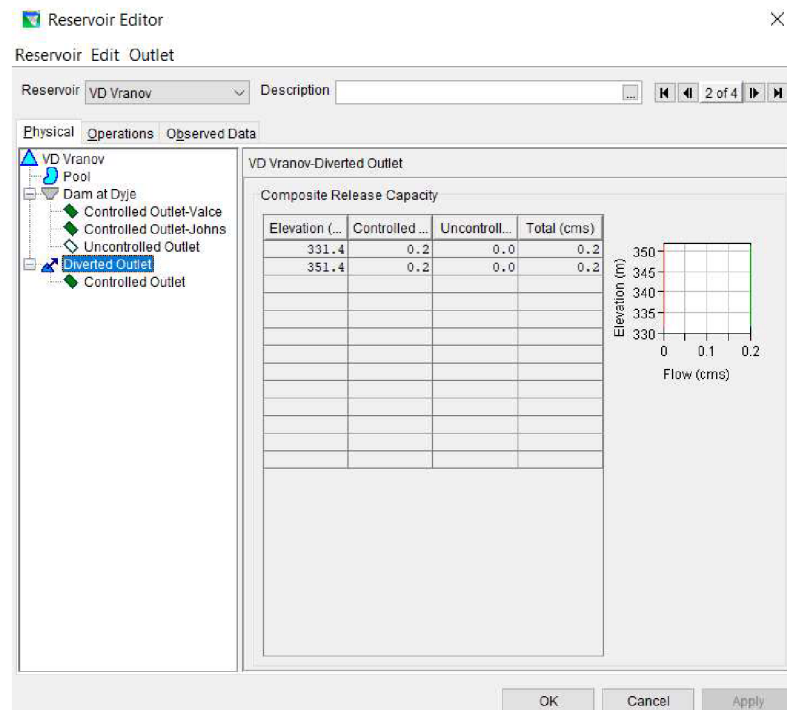 Reservoir Editor
Reservoir Edit Outlet
Reservoir VD Vranov Description ... 2 of 4
Physical Operations Observed Data
VD Vranov
Pool
Dam at Dyje
Controlled Outlet-Valce
Controlled Outlet-Johns
Uncontrolled Outlet
Diverted Outlet
Controlled Outlet
VD Vranov-Diverted Outlet
Composite Release Capacity
Elevation (... Controlled ... Uncontroll... Total (cms)
331.4 0.2 0.0 0.2
351.4 0.2 0.0 0.2
Elevation (m)
350
345
340
335
330
0 0.1 0.2
Flow (cms)
OK Cancel Apply